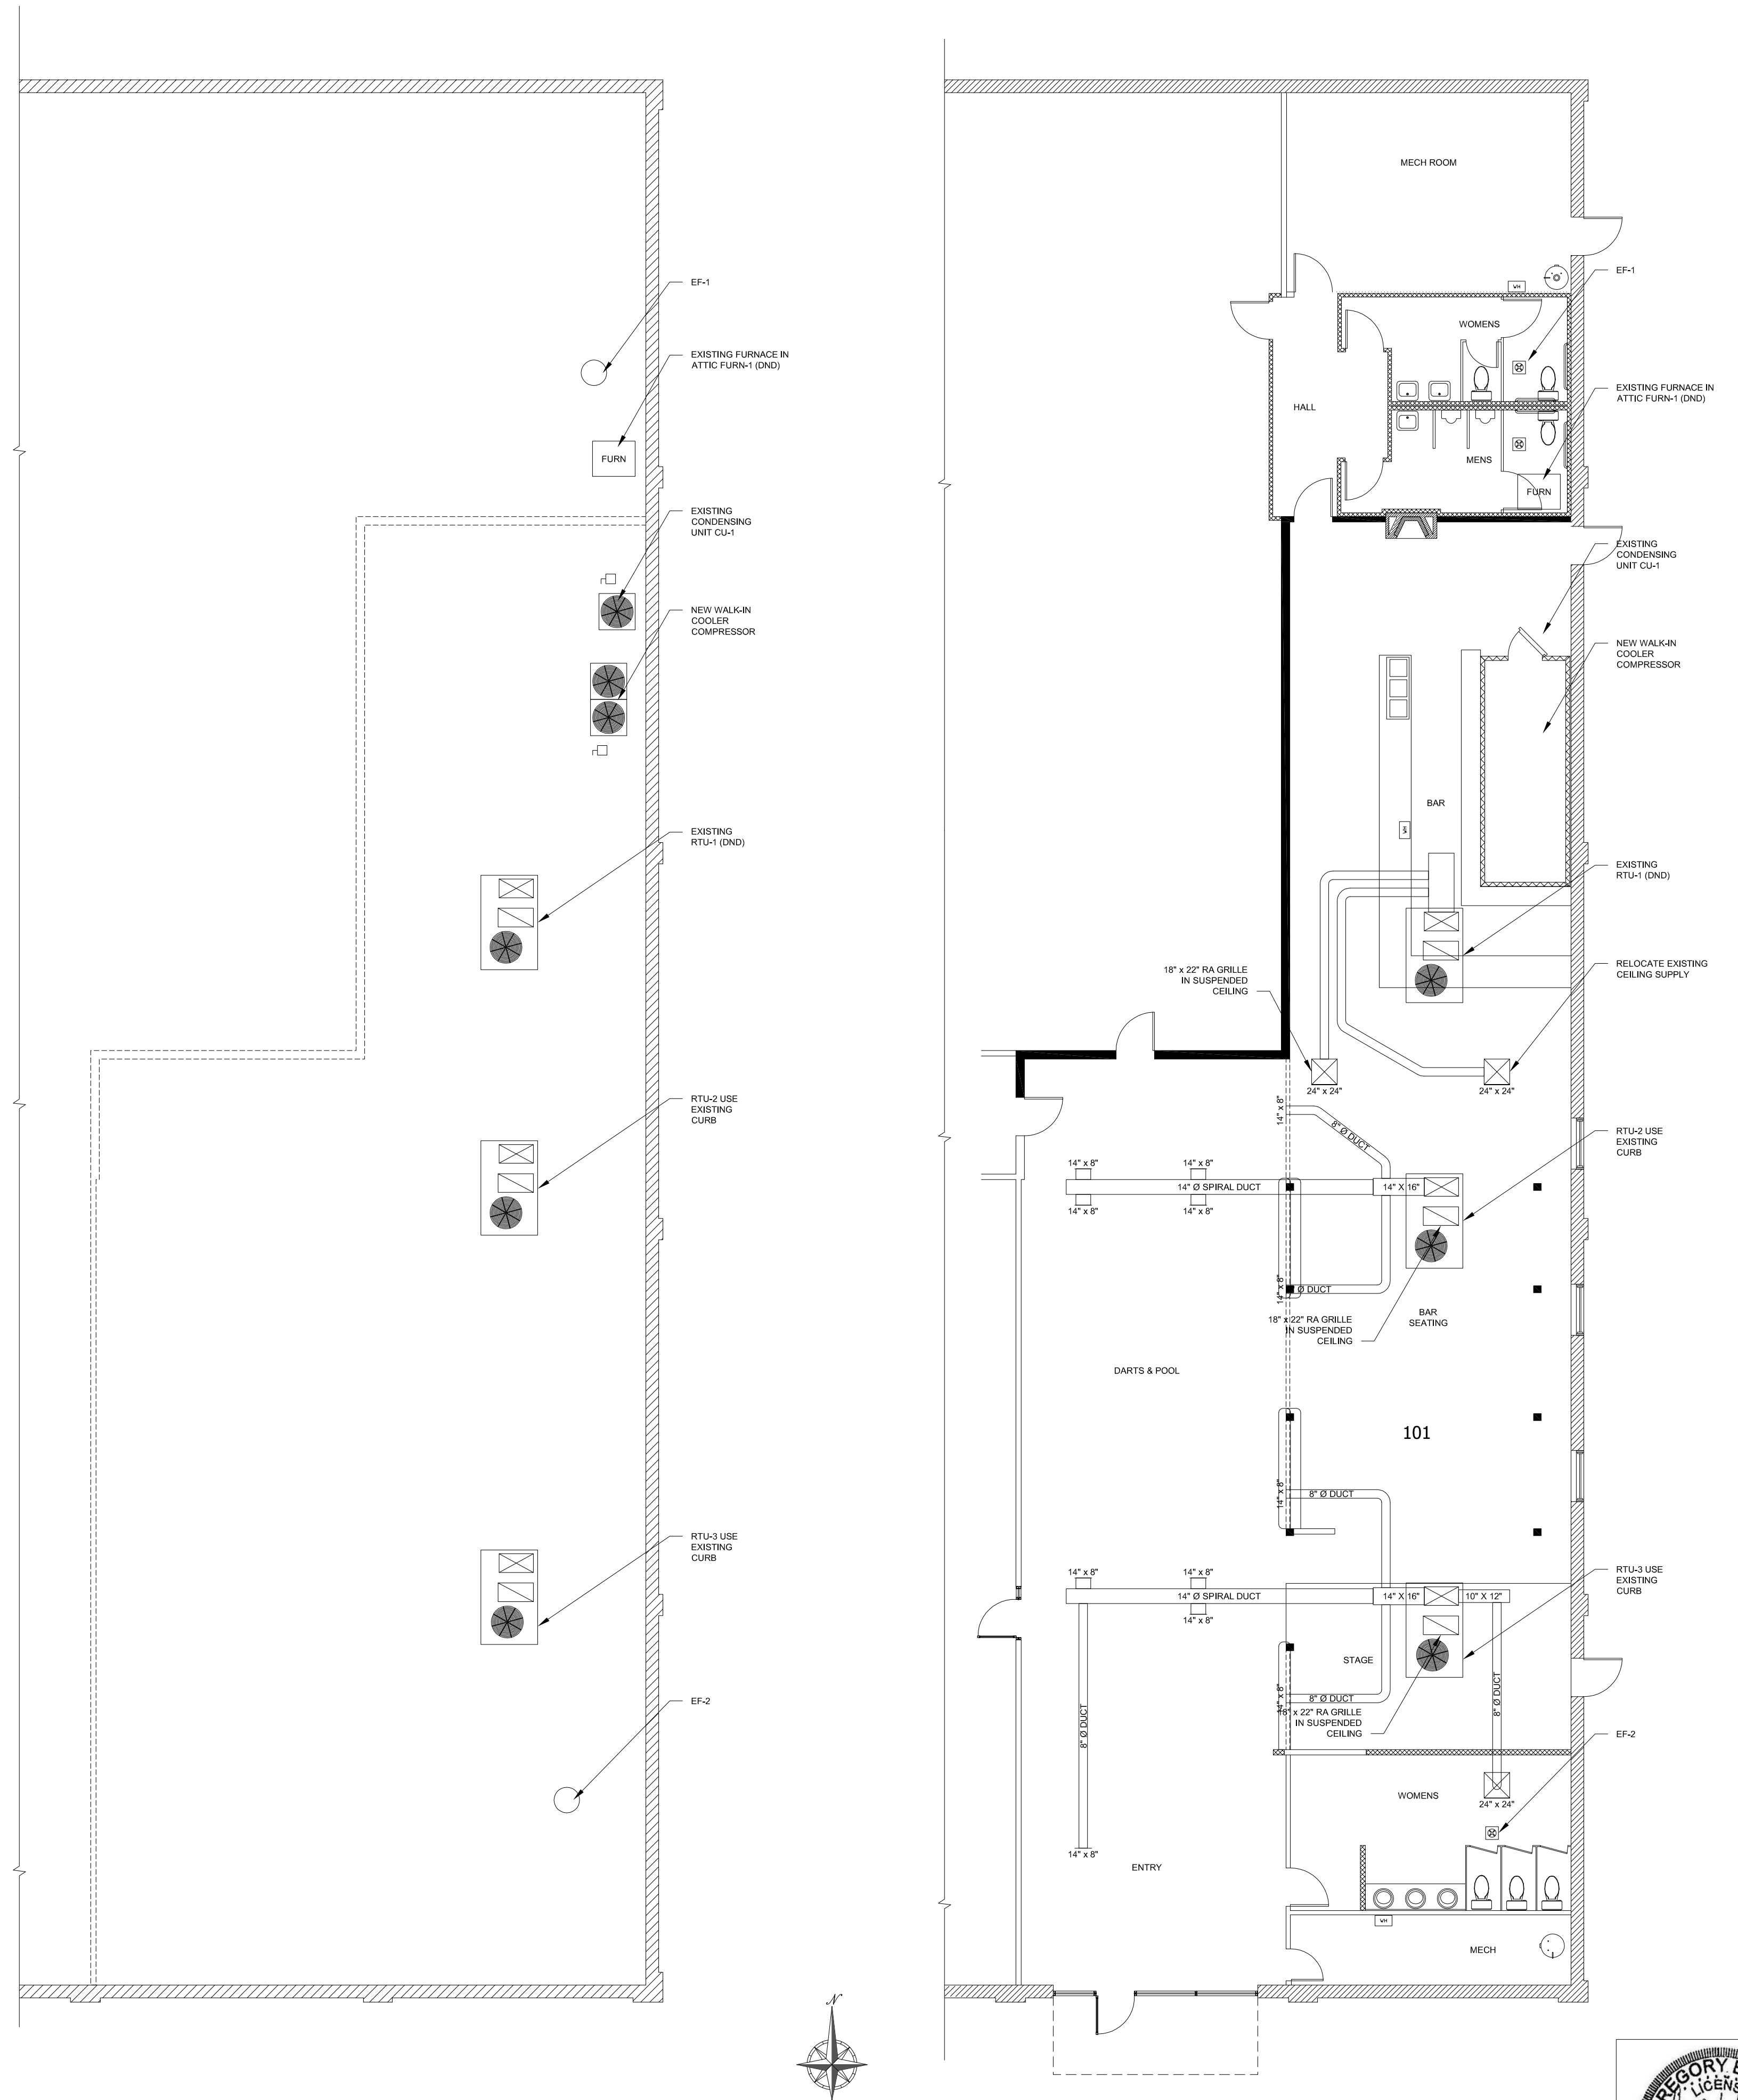 EF-1
EXISTING FURNACE IN
ATTIC FURN-1 (DND)
FURN
EXISTING
CONDENSING
UNIT CU-1
NEW WALK-IN
COOLER
COMPRESSOR
EXISTING
RTU-1 (DND)
RTU-2 USE
EXISTING
CURB
RTU-3 USE
EXISTING
CURB
EF-2
N
MECH ROOM
EF-1
WH
WOMENS
EXISTING FURNACE IN
ATTIC FURN-1 (DND)
HALL
MENS
FURN
EXISTING
CONDENSING
UNIT CU-1
NEW WALK-IN
COOLER
COMPRESSOR
BAR
WH
EXISTING
RTU-1 (DND)
RELOCATE EXISTING
CEILING SUPPLY
18" x 22" RA GRILLE
IN SUSPENDED
CEILING
24" x 24"
24" x 24"
14" x 8"
8" Ø DUCT
RTU-2 USE
EXISTING
CURB
14" x 8"
14" x 8"
14" Ø SPIRAL DUCT
14" X 16"
14" x 8"
14" x 8"
14" x 8"
Ø DUCT
18" x 22" RA GRILLE
IN SUSPENDED
CEILING
BAR
SEATING
DARTS & POOL
101
14" x 8"
8" Ø DUCT
14" x 8"
14" x 8"
14" Ø SPIRAL DUCT
14" X 16"
10" X 12"
14" x 8"
RTU-3 USE
EXISTING
CURB
STAGE
8" Ø DUCT
8" Ø DUCT
14" x 8"
8" Ø DUCT
18" x 22" RA GRILLE
IN SUSPENDED
CEILING
EF-2
WOMENS
24" x 24"
14" x 8"
ENTRY
WH
MECH
REGORY
LICENS